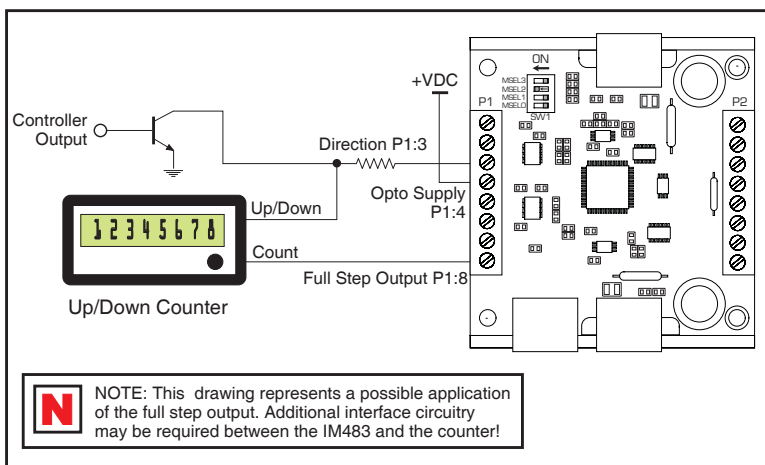 ON
MSEL3
MSEL2
MSEL1
MSEL0
SW1
+VDC
P1
P2
Controller
Output
Direction P1:3
Opto Supply
P1:4
Up/Down
12345678
Count
Full Step Output P1:8
Up/Down Counter
N
NOTE: This drawing represents a possible application
of the full step output. Additional interface circuitry
may be required between the IM483 and the counter!